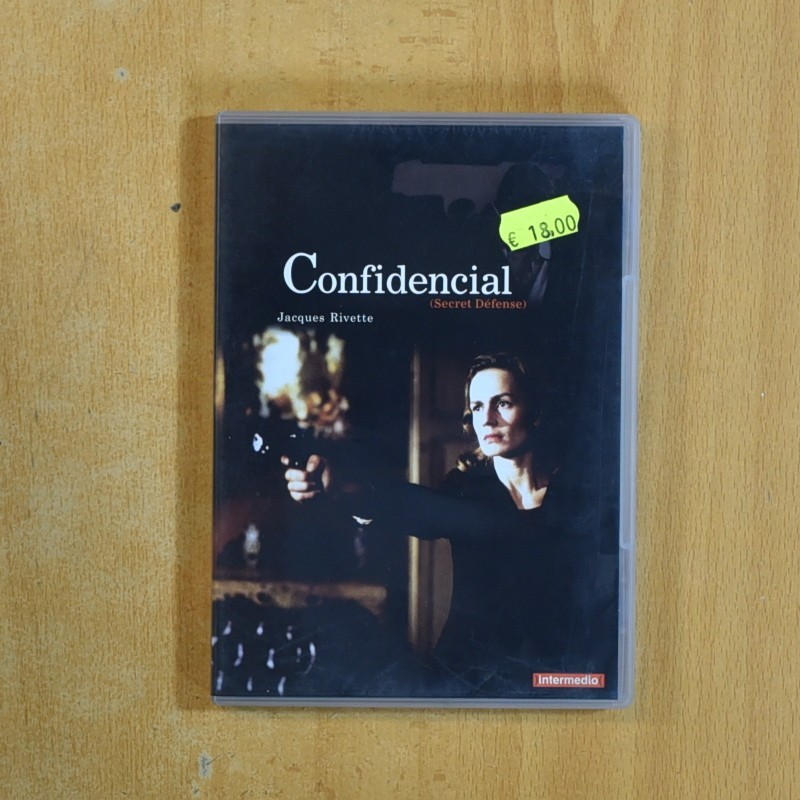 € 18,00
Confidencial
(Secret Défense)
Jacques Rivette
Intermedio